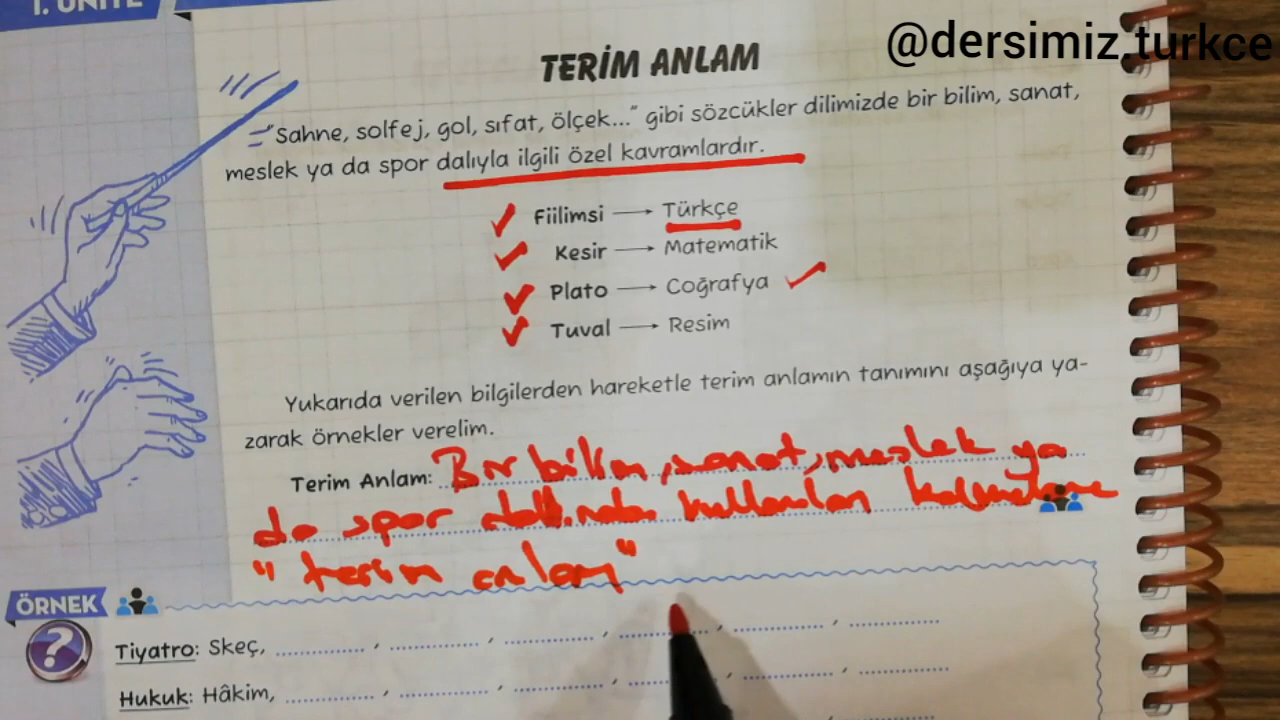 1. ÜNİTE
@dersimiz.turkce
TERİM ANLAM
"Sahne, solfej, gol, sıfat, ölçek..." gibi sözcükler dilimizde bir bilim, sanat,
meslek ya da spor dalıyla ilgili özel kavramlardır.
Fiilimsi → Türkçe
Kesir → Matematik
Plato → Coğrafya
Tuval → Resim
Yukarıda verilen bilgilerden hareketle terim anlamın tanımını aşağıya ya-
zarak örnekler verelim.
Terim Anlam: Bir bilim, sanat, meslek ya
da spor dalında kullanılan
"terim anlam"
ÖRNEK
?
Tiyatro: Skeç, ............, ............, ............, ............, ............
Hukuk: Hâkim, ............, ............, ............, ............, ............